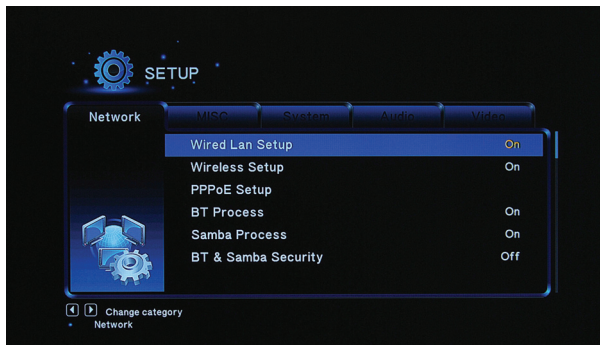 SETUP
Network MISC System Audio Video
Wired Lan Setup On
Wireless Setup On
PPPoE Setup
BT Process On
Samba Process On
BT & Samba Security Off
Change category
Network